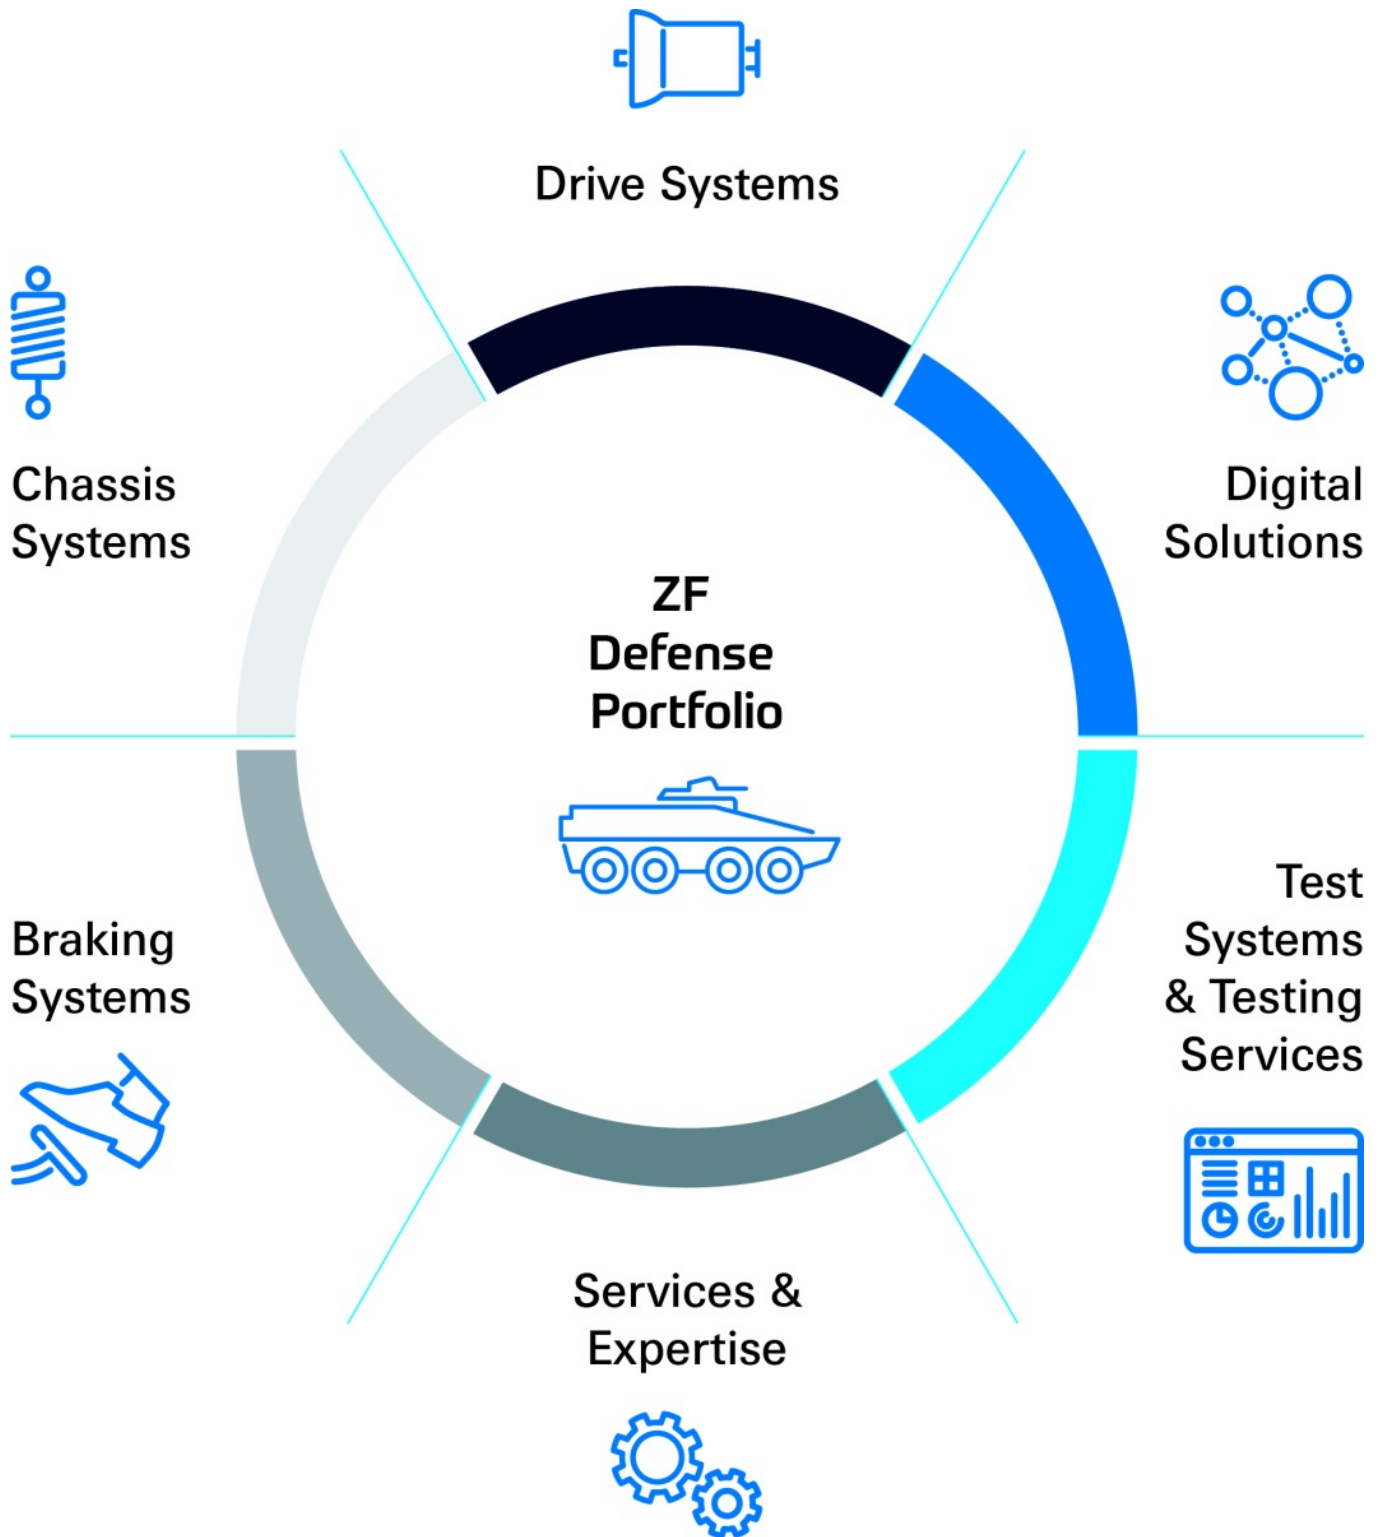 Drive Systems
Chassis
Systems
Digital
Solutions
ZF
Defense
Portfolio
Braking
Systems
Test
Systems
& Testing
Services
Services &
Expertise